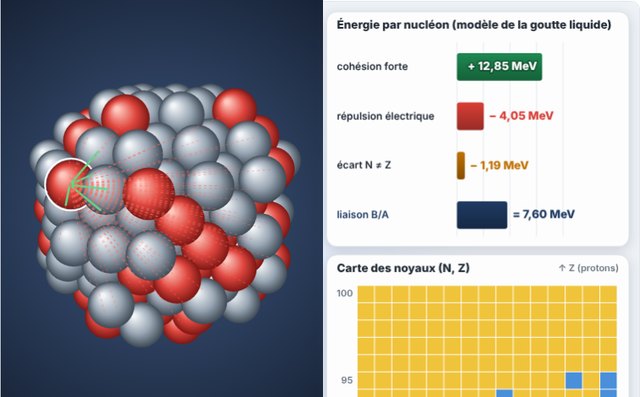 Énergie par nucléon (modèle de la goutte liquide)
cohésion forte + 12,85 MeV
répulsion électrique − 4,05 MeV
écart N ≠ Z − 1,19 MeV
liaison B/A = 7,60 MeV
Carte des noyaux (N, Z) ↑ Z (protons)
100
95